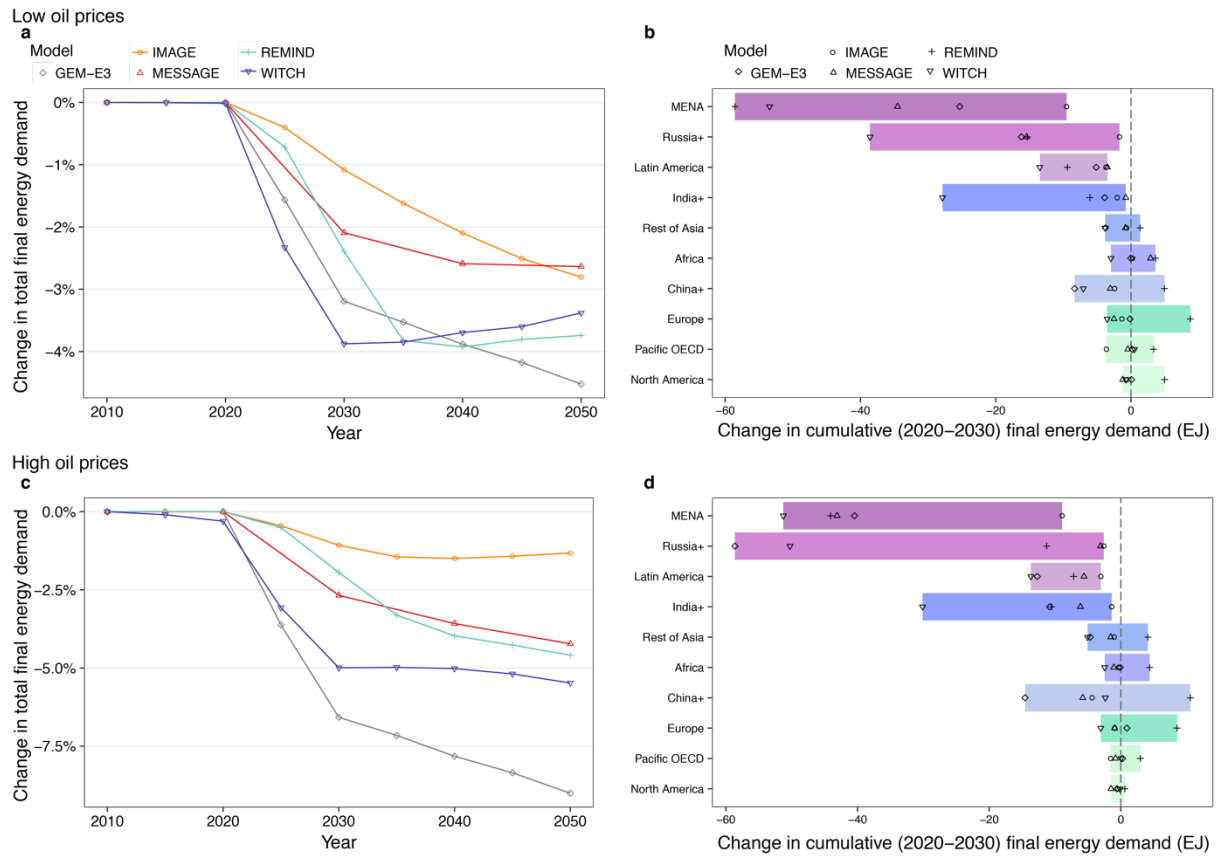 Low oil prices
a
Model
IMAGE
REMIND
GEM−E3
MESSAGE
WITCH
Change in total final energy demand
0%
−1%
−2%
−3%
−4%
2010
2020
2030
2040
2050
Year
b
Model
IMAGE
REMIND
GEM−E3
MESSAGE
WITCH
MENA
Russia+
Latin America
India+
Rest of Asia
Africa
China+
Europe
Pacific OECD
North America
−60
−40
−20
0
Change in cumulative (2020−2030) final energy demand (EJ)
High oil prices
c
Change in total final energy demand
0.0%
−2.5%
−5.0%
−7.5%
2010
2020
2030
2040
2050
Year
d
MENA
Russia+
Latin America
India+
Rest of Asia
Africa
China+
Europe
Pacific OECD
North America
−60
−40
−20
0
Change in cumulative (2020−2030) final energy demand (EJ)